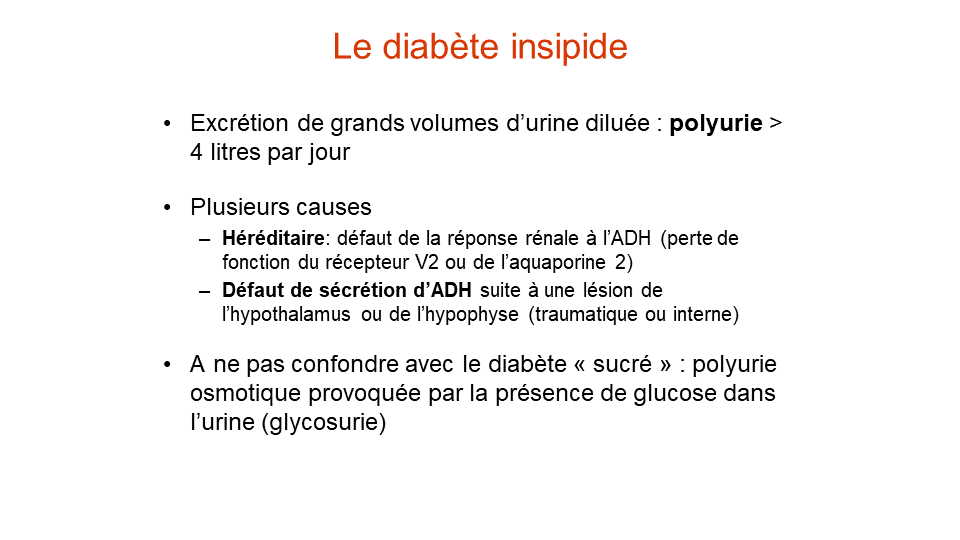 Le diabète insipide
• Excrétion de grands volumes d’urine diluée : polyurie >
4 litres par jour
• Plusieurs causes
– Héréditaire: défaut de la réponse rénale à l’ADH (perte de
fonction du récepteur V2 ou de l’aquaporine 2)
– Défaut de sécrétion d’ADH suite à une lésion de
l’hypothalamus ou de l’hypophyse (traumatique ou interne)
• A ne pas confondre avec le diabète « sucré » : polyurie
osmotique provoquée par la présence de glucose dans
l’urine (glycosurie)